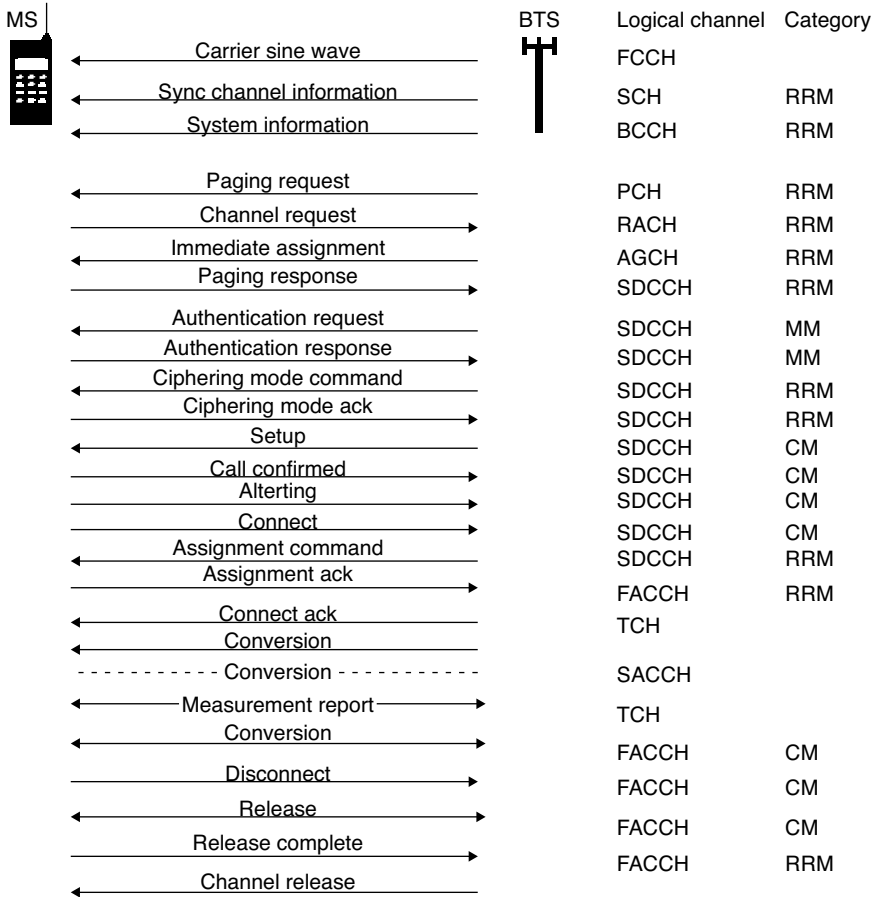 MS BTS Logical channel Category
Carrier sine wave FCCH
Sync channel information SCH RRM
System information BCCH RRM
Paging request PCH RRM
Channel request RACH RRM
Immediate assignment AGCH RRM
Paging response SDCCH RRM
Authentication request SDCCH MM
Authentication response SDCCH MM
Ciphering mode command SDCCH RRM
Ciphering mode ack SDCCH RRM
Setup SDCCH CM
Call confirmed SDCCH CM
Alterting SDCCH CM
Connect SDCCH CM
Assignment command SDCCH RRM
Assignment ack FACCH RRM
Connect ack TCH
Conversion
Conversion SACCH
Measurement report TCH
Conversion FACCH CM
Disconnect FACCH CM
Release FACCH CM
Release complete FACCH RRM
Channel release